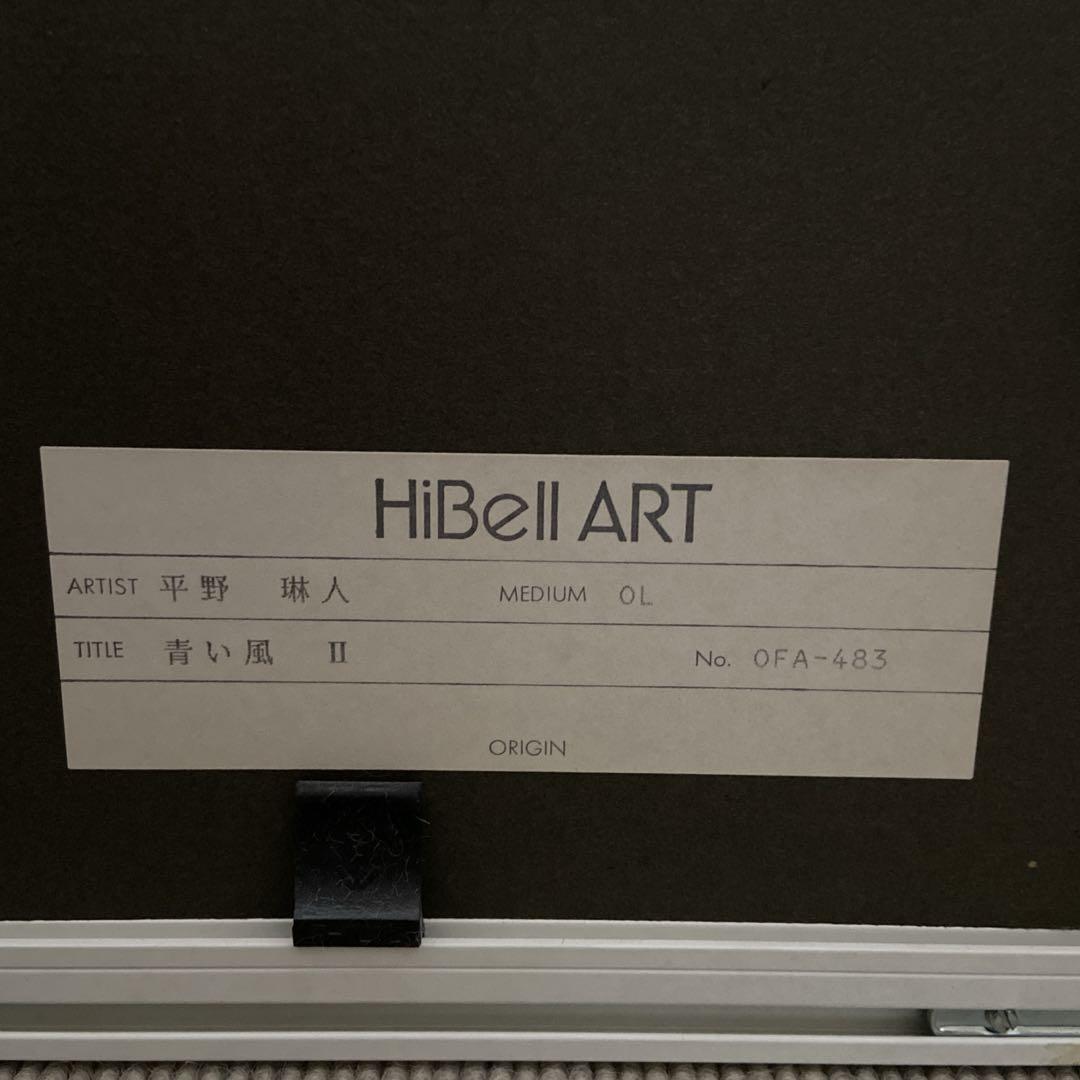 HiBell ART
ARTIST 平野 琳人 MEDIUM OL
TITLE 青い風 II No. OFA-483
ORIGIN